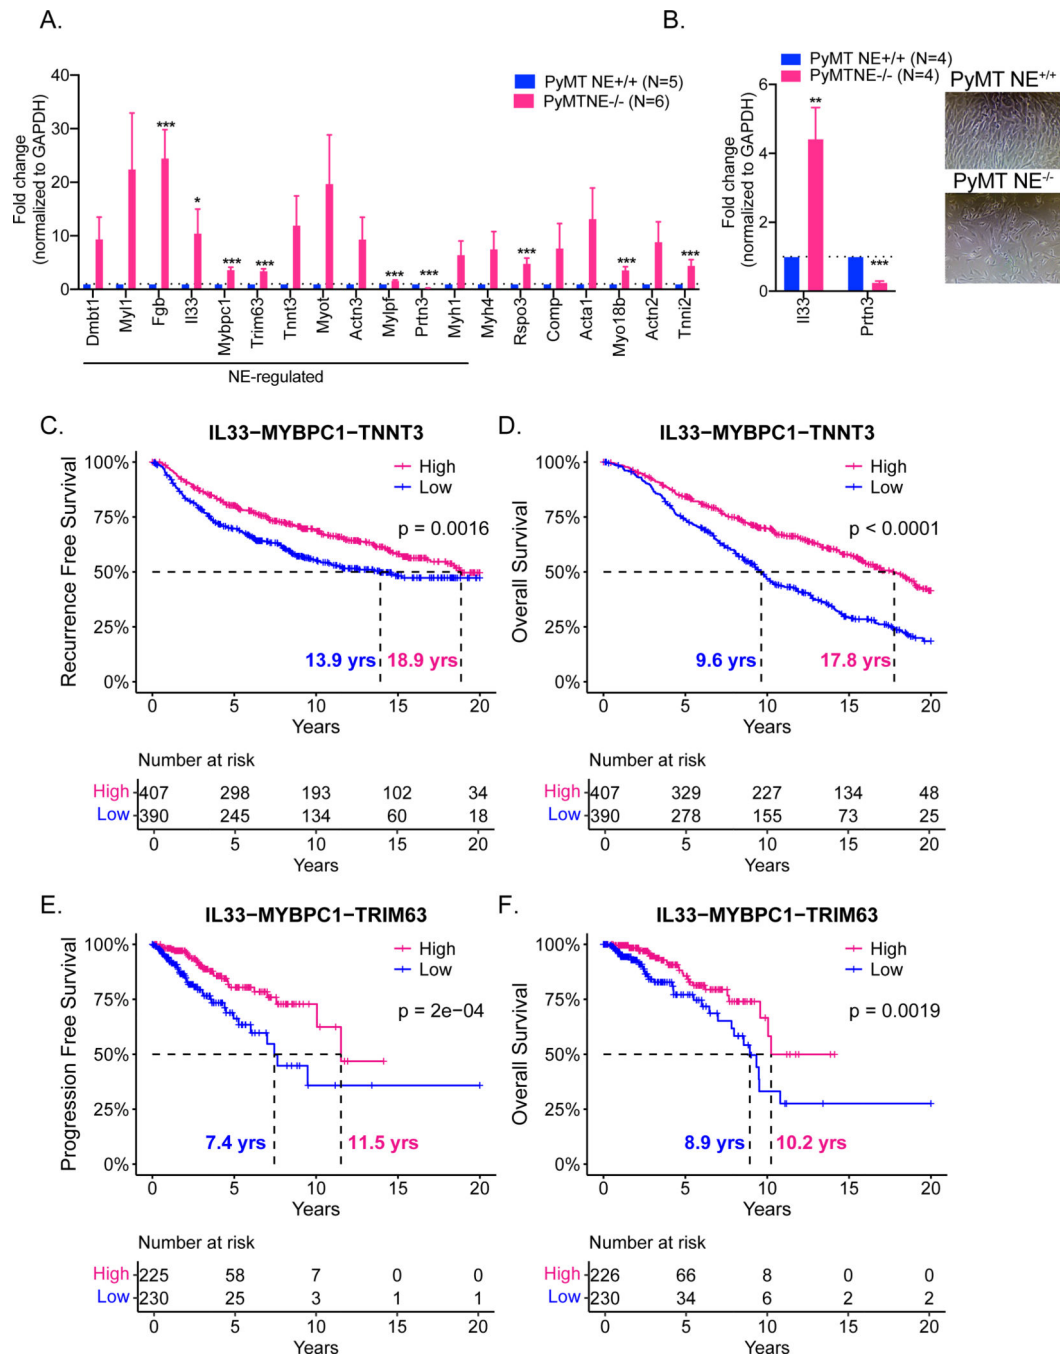 A.
PyMT NE+/+ (N=5)
PyMTNE-/- (N=6)
Fold change
(normalized to GAPDH)
40
30
20
10
0
***
*
***
***
***
***
***
***
***
Dmbt1
Myl1
Fgb
Il33
Mybpc1
Trim63
Tnnt3
Myot
Actn3
Mylpf
Prtn3
Myh1
Myh4
Rspo3
Comp
Acta1
Myo18b
Actn2
Tnni2
NE-regulated
B.
PyMT NE+/+ (N=4)
PyMTNE-/- (N=4)
Fold change
(normalized to GAPDH)
6
4
2
0
**
***
Il33
Prtn3
PyMT NE+/+
PyMT NE-/-
C.
IL33−MYBPC1−TNNT3
Recurrence Free Survival
100%
75%
50%
25%
0%
High
Low
p = 0.0016
13.9 yrs
18.9 yrs
0 5 10 15 20
Years
Number at risk
High 407 298 193 102 34
Low 390 245 134 60 18
0 5 10 15 20
Years
D.
IL33−MYBPC1−TNNT3
Overall Survival
100%
75%
50%
25%
0%
High
Low
p < 0.0001
9.6 yrs
17.8 yrs
0 5 10 15 20
Years
Number at risk
High 407 329 227 134 48
Low 390 278 155 73 25
0 5 10 15 20
Years
E.
IL33−MYBPC1−TRIM63
Progression Free Survival
100%
75%
50%
25%
0%
High
Low
p = 2e−04
7.4 yrs
11.5 yrs
0 5 10 15 20
Years
Number at risk
High 225 58 7 0 0
Low 230 25 3 1 1
0 5 10 15 20
Years
F.
IL33−MYBPC1−TRIM63
Overall Survival
100%
75%
50%
25%
0%
High
Low
p = 0.0019
8.9 yrs
10.2 yrs
0 5 10 15 20
Years
Number at risk
High 226 66 8 0 0
Low 230 34 6 2 2
0 5 10 15 20
Years